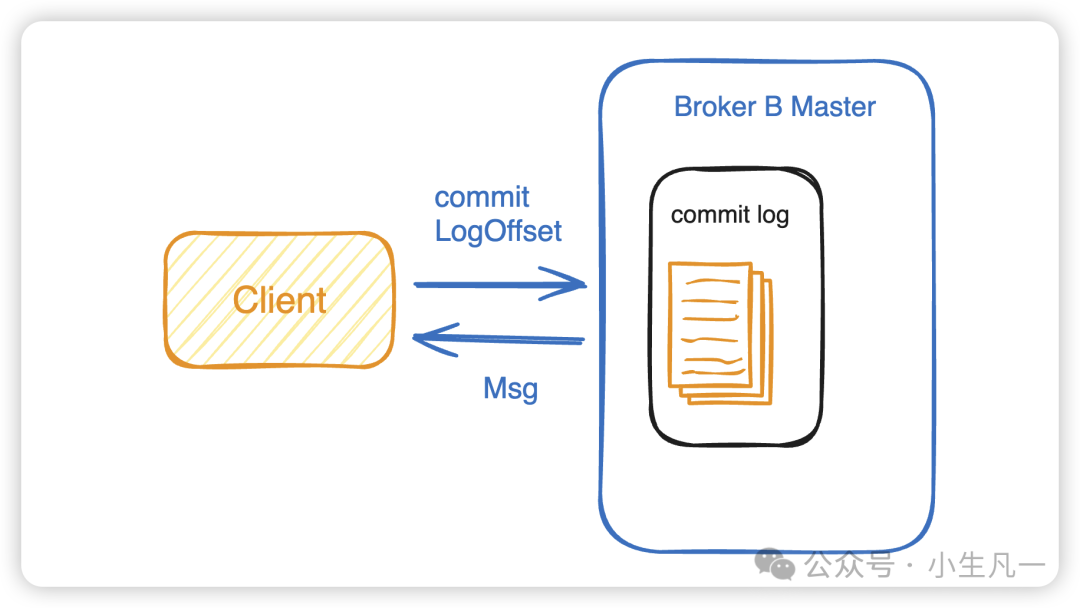 Broker B Master
commit
LogOffset
commit log
Client
Msg
公众号 · 小生凡一